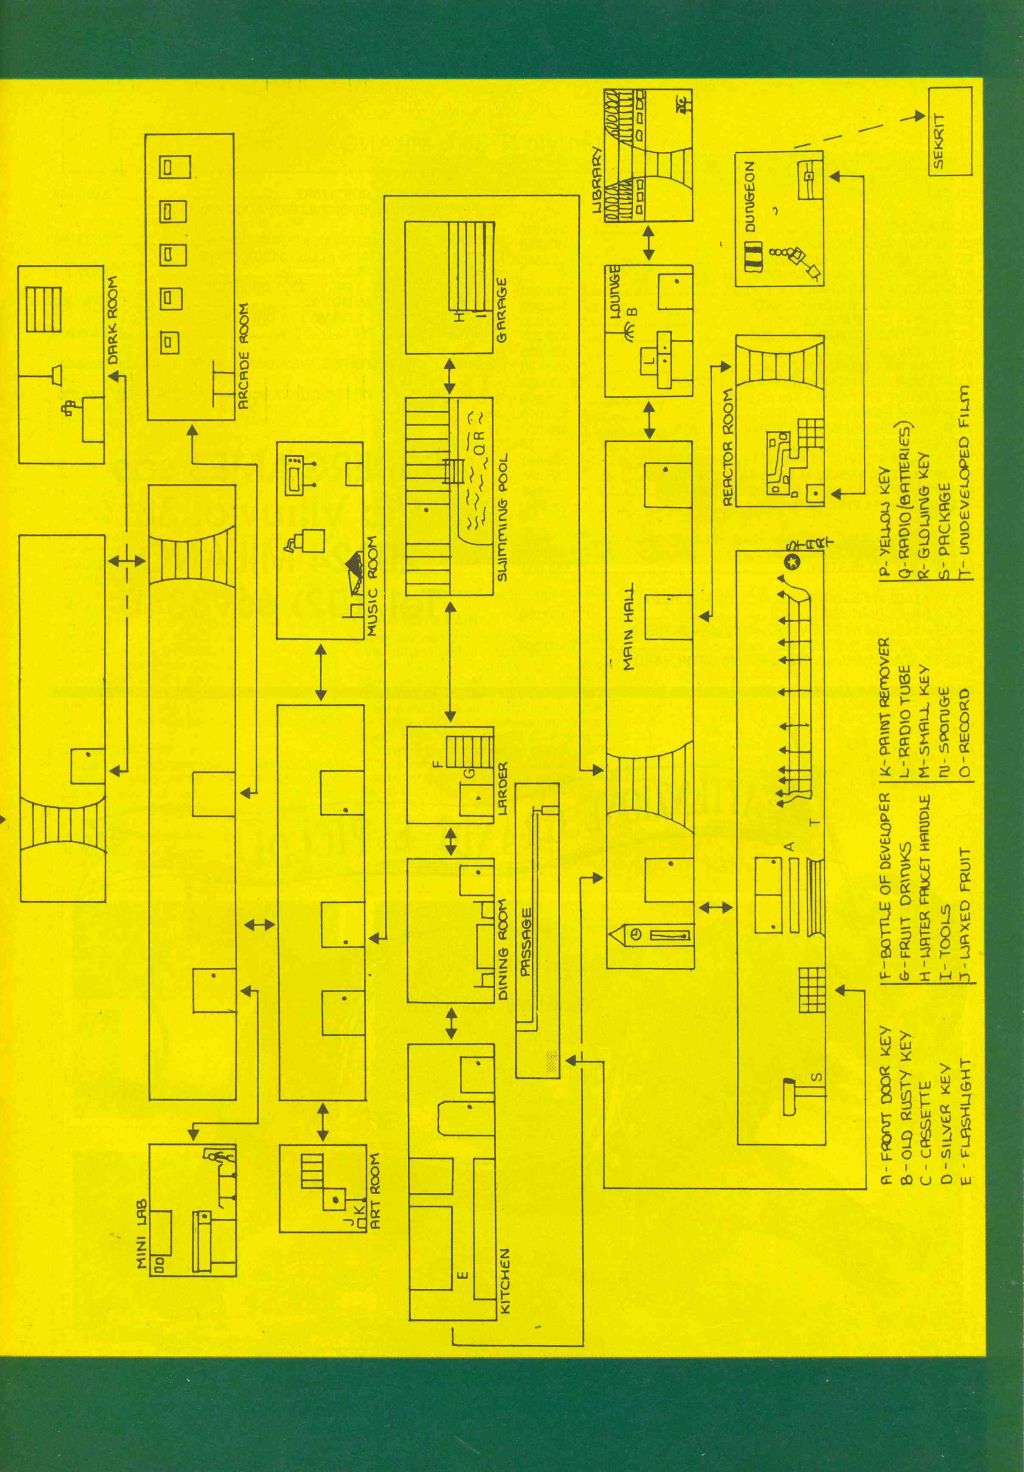 DARK ROOM
ARCADE ROOM
MINI LAB
MUSIC ROOM
J K
ART ROOM
H
I
GARAGE
Q R
SWIMMING POOL
F
G
LARDER
DINING ROOM
E
KITCHEN
PASSAGE
LIBRARY
LOUNGE
B
L
MAIN HALL
REACTOR ROOM
DUNGEON
SEKRIT
START
A
T
S
A - FRONT DOOR KEY
B - OLD RUSTY KEY
C - CASSETTE
D - SILVER KEY
E - FLASHLIGHT
F - BOTTLE OF DEVELOPER
G - FRUIT DRINKS
H - WATER FAUCET HANDLE
I - TOOLS
J - WAXED FRUIT
K - PAINT REMOVER
L - RADIO TUBE
M - SMALL KEY
N - SPONGE
O - RECORD
P - YELLOW KEY
Q - RADIO (BATTERIES)
R - GLOWING KEY
S - PACKAGE
T - UNDEVELOPED FILM